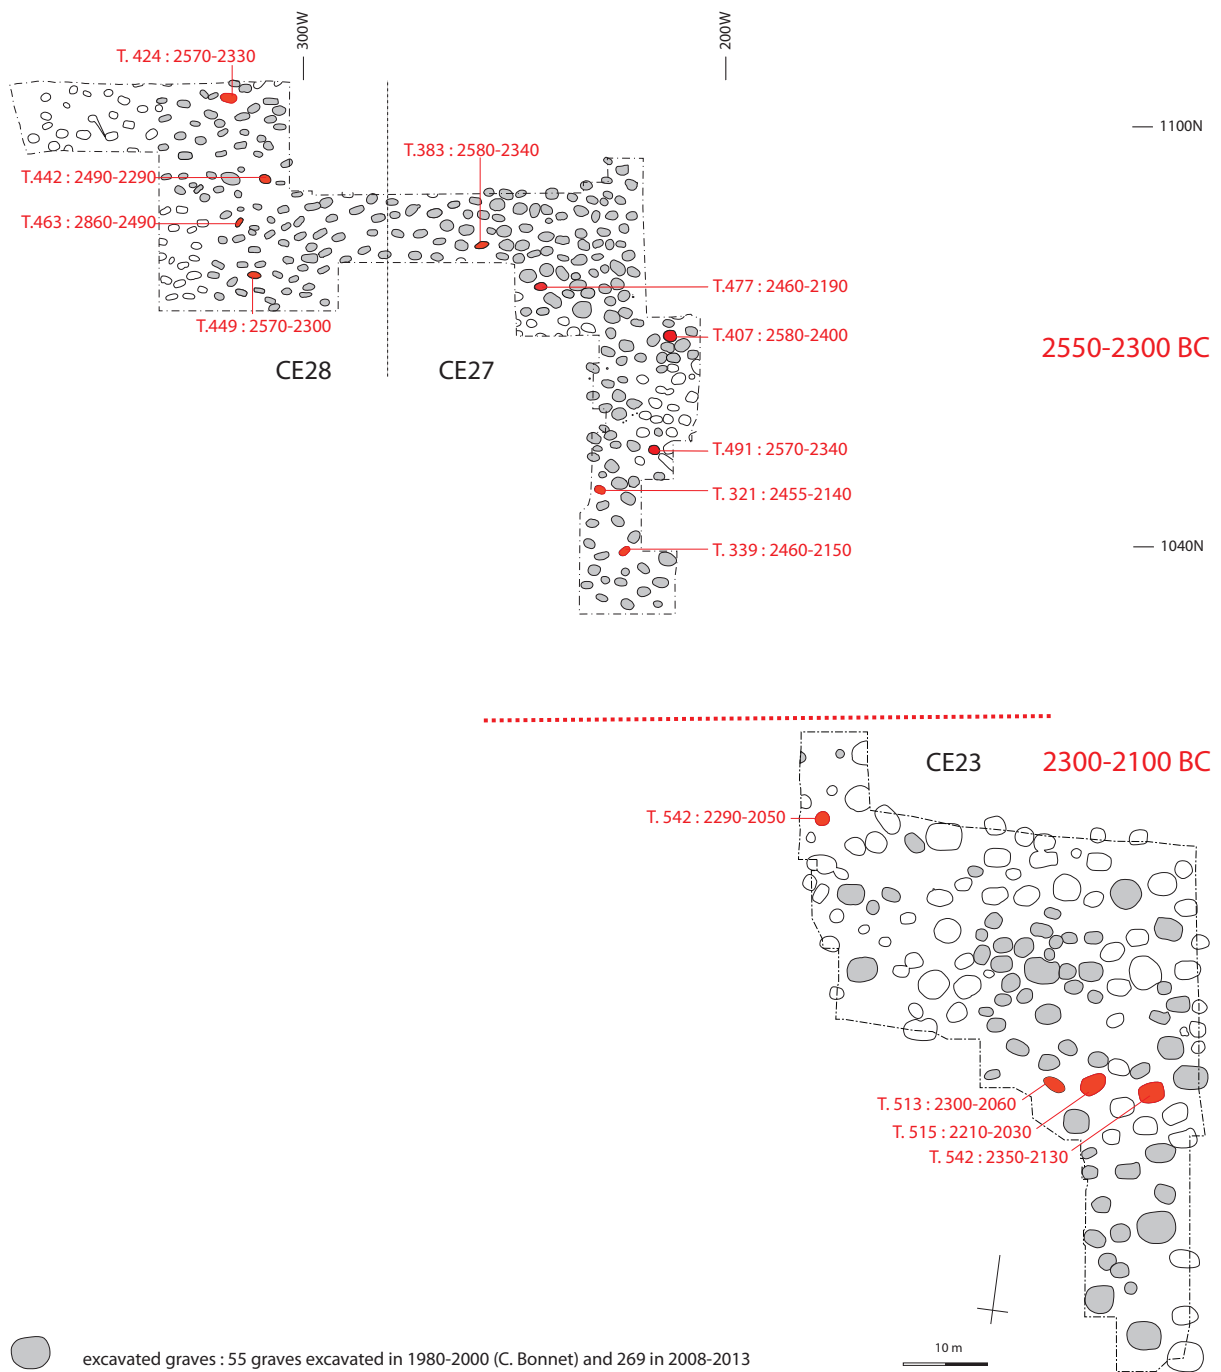 300W
200W
T. 424 : 2570-2330
1100N
T.383 : 2580-2340
T.442 : 2490-2290
T.463 : 2860-2490
T.477 : 2460-2190
T.449 : 2570-2300
T.407 : 2580-2400
2550-2300 BC
CE28
CE27
T.491 : 2570-2340
T. 321 : 2455-2140
T. 339 : 2460-2150
1040N
CE23
2300-2100 BC
T. 542 : 2290-2050
T. 513 : 2300-2060
T. 515 : 2210-2030
T. 542 : 2350-2130
10 m
excavated graves : 55 graves excavated in 1980-2000 (C. Bonnet) and 269 in 2008-2013